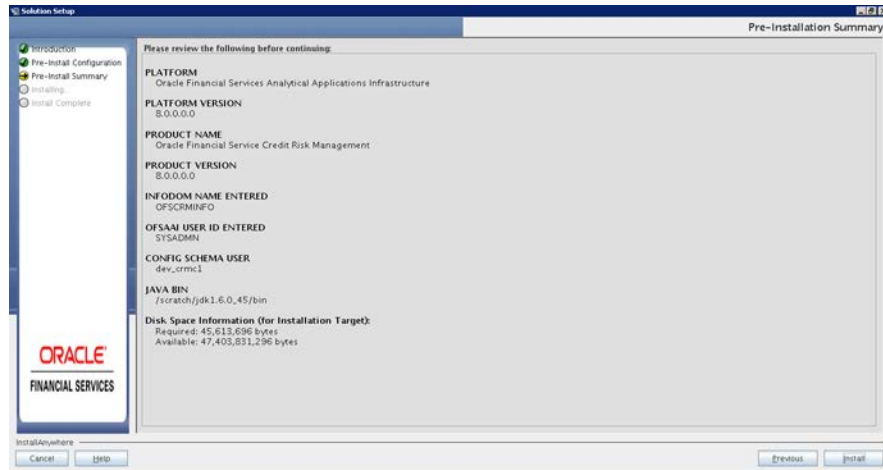 Solution Setup
Pre-Installation Summary
Introduction
Pre-Install Configuration
Pre-Install Summary
Installing...
Install Complete
Please review the following before continuing:
PLATFORM
Oracle Financial Services Analytical Applications Infrastructure
PLATFORM VERSION
8.0.0.0.0
PRODUCT NAME
Oracle Financial Service Credit Risk Management
PRODUCT VERSION
8.0.0.0.0
INFODOM NAME ENTERED
OFSCRMINFO
OFSAAI USER ID ENTERED
SYSADMN
CONFIG SCHEMA USER
dev_crmc1
JAVA BIN
/scratch/jdk1.6.0_45/bin
Disk Space Information (for Installation Target):
Required: 45,613,696 bytes
Available: 47,403,831,296 bytes
ORACLE
FINANCIAL SERVICES
InstallAnywhere
Cancel
Help
Previous
Install